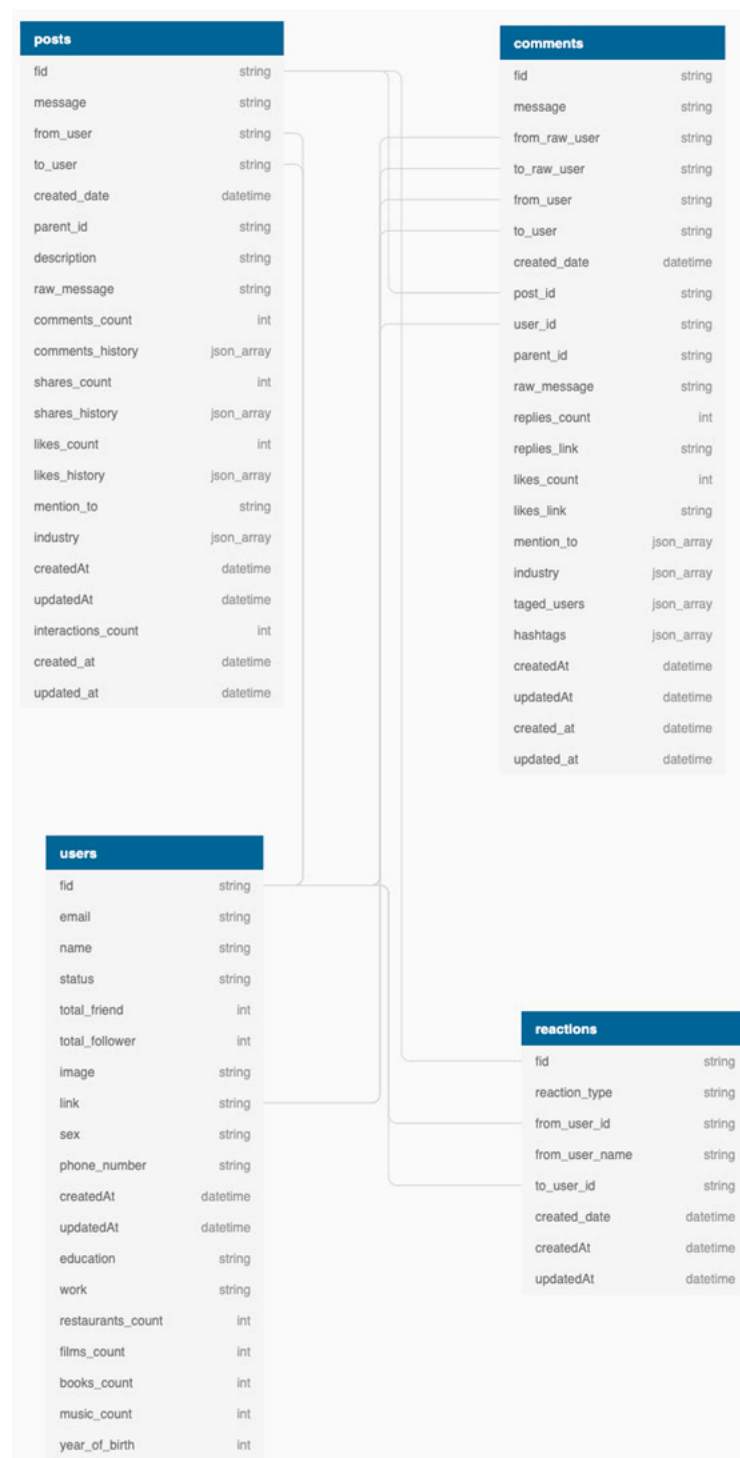 posts
fid string
message string
from_user string
to_user string
created_date datetime
parent_id string
description string
raw_message string
comments_count int
comments_history json_array
shares_count int
shares_history json_array
likes_count int
likes_history json_array
mention_to string
industry json_array
createdAt datetime
updatedAt datetime
interactions_count int
created_at datetime
updated_at datetime
comments
fid string
message string
from_raw_user string
to_raw_user string
from_user string
to_user string
created_date datetime
post_id string
user_id string
parent_id string
raw_message string
replies_count int
replies_link string
likes_count int
likes_link string
mention_to json_array
industry json_array
taged_users json_array
hashtags json_array
createdAt datetime
updatedAt datetime
created_at datetime
updated_at datetime
users
fid string
email string
name string
status string
total_friend int
total_follower int
image string
link string
sex string
phone_number string
createdAt datetime
updatedAt datetime
education string
work string
restaurants_count int
films_count int
books_count int
music_count int
year_of_birth int
reactions
fid string
reaction_type string
from_user_id string
from_user_name string
to_user_id string
created_date datetime
createdAt datetime
updatedAt datetime